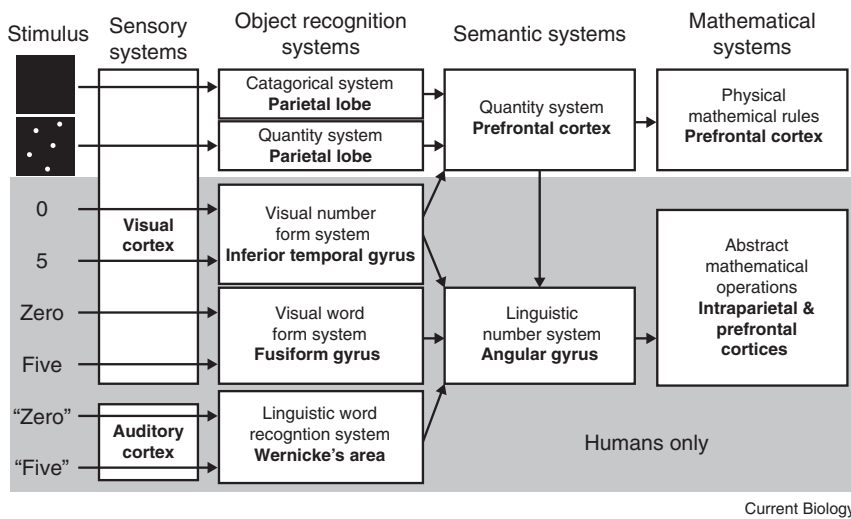 Stimulus
Sensory
systems
Object recognition
systems
Semantic systems
Mathematical
systems
Catagorical system
Parietal lobe
Quantity system
Parietal lobe
Quantity system
Prefrontal cortex
Physical
mathemical rules
Prefrontal cortex
0
5
Zero
Five
"Zero"
"Five"
Visual
cortex
Auditory
cortex
Visual number
form system
Inferior temporal gyrus
Visual word
form system
Fusiform gyrus
Linguistic word
recogntion system
Wernicke's area
Linguistic
number system
Angular gyrus
Abstract
mathematical
operations
Intraparietal &
prefrontal
cortices
Humans only
Current Biology